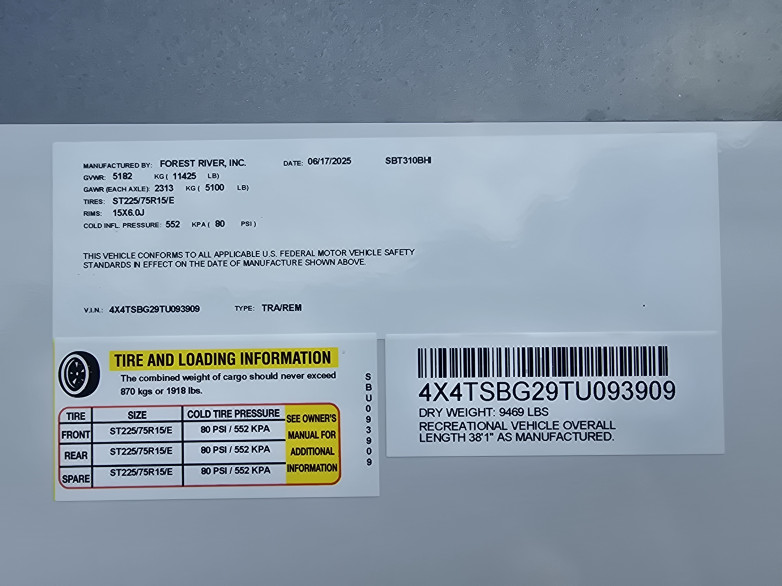 MANUFACTURED BY: FOREST RIVER, INC. DATE: 06/17/2025 SBT310BHI
GVWR: 5182 KG ( 11425 LB)
GAWR (EACH AXLE): 2313 KG ( 5100 LB)
TIRES: ST225/75R15/E
RIMS: 15X6.0J
COLD INFL. PRESSURE: 552 KPA ( 80 PSI )
THIS VEHICLE CONFORMS TO ALL APPLICABLE U.S. FEDERAL MOTOR VEHICLE SAFETY
STANDARDS IN EFFECT ON THE DATE OF MANUFACTURE SHOWN ABOVE.
V.I.N.: 4X4TSBG29TU093909 TYPE: TRA/REM
TIRE AND LOADING INFORMATION
The combined weight of cargo should never exceed
870 kgs or 1918 lbs.
TIRE SIZE COLD TIRE PRESSURE
FRONT ST225/75R15/E 80 PSI / 552 KPA
REAR ST225/75R15/E 80 PSI / 552 KPA
SPARE ST225/75R15/E 80 PSI / 552 KPA
SEE OWNER'S
MANUAL FOR
ADDITIONAL
INFORMATION
SBU093909
4X4TSBG29TU093909
DRY WEIGHT: 9469 LBS
RECREATIONAL VEHICLE OVERALL
LENGTH 38'1" AS MANUFACTURED.